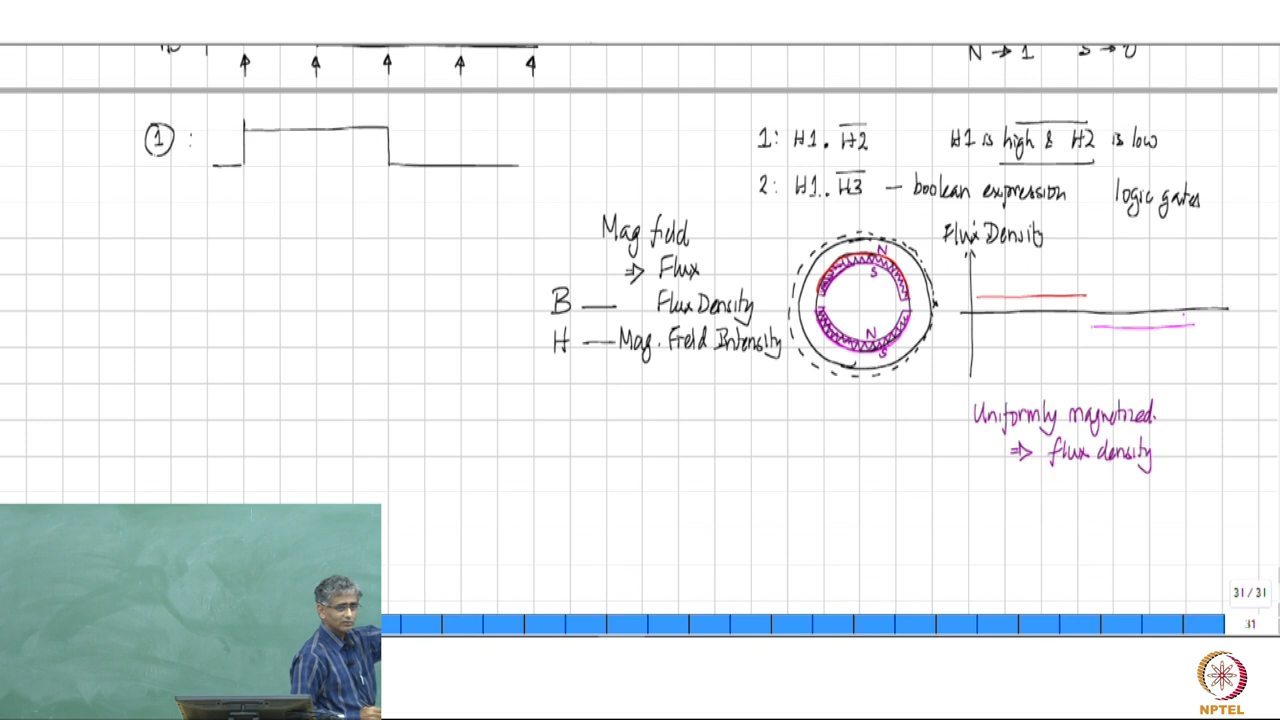 N → 1 S → 0
① :
1: H1 . H2̅ H1 is high & H2 is low
2: H1 . H3̅ – boolean expression logic gates
Mag field
⇒ Flux
B — Flux Density
H — Mag. Field Intensity
N
S
N
S
Flux Density
Uniformly magnetized.
⇒ flux density
31 / 31
31
NPTEL